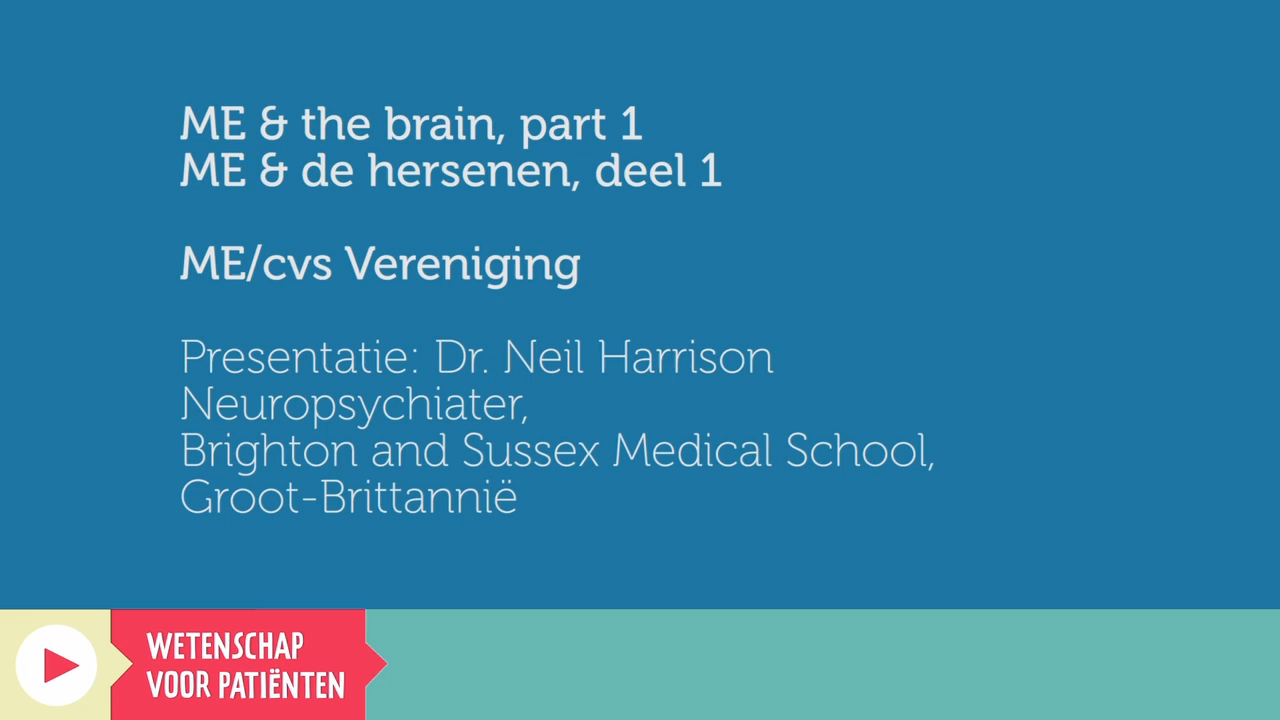 ME & the brain, part 1
ME & de hersenen, deel 1
ME/cvs Vereniging
Presentatie: Dr. Neil Harrison
Neuropsychiater,
Brighton and Sussex Medical School,
Groot-Brittannië
WETENSCHAP
VOOR PATIËNTEN